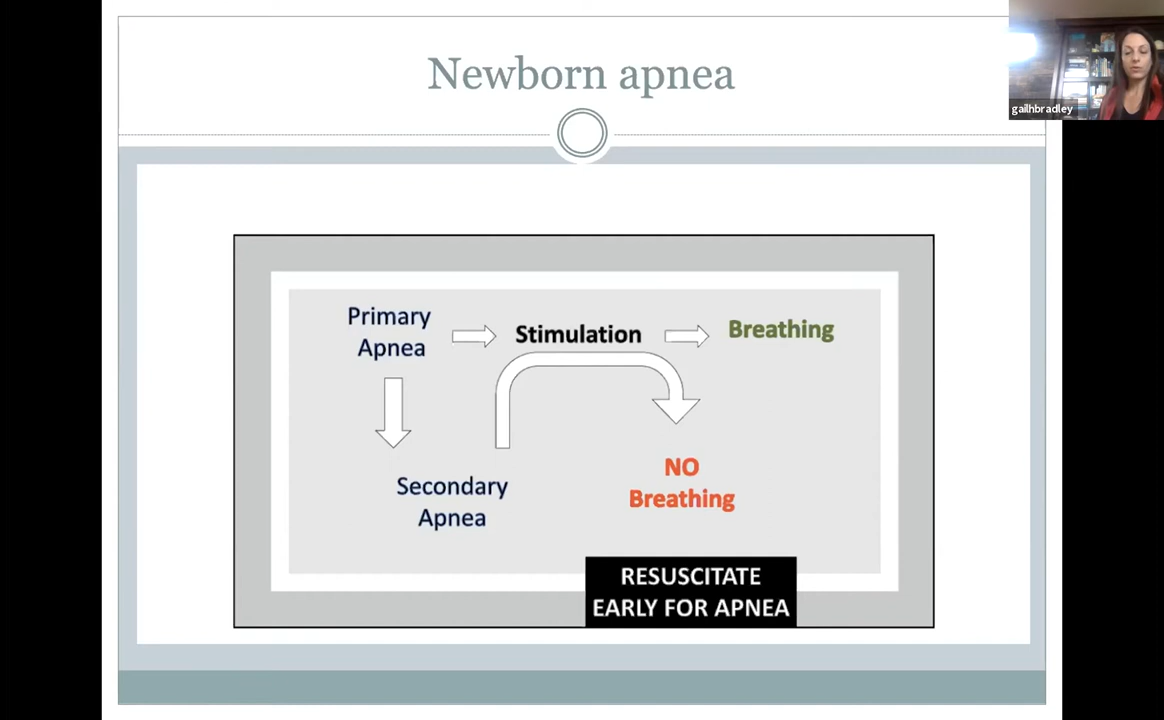 Newborn apnea
gailhbradley
Primary
Apnea
Stimulation
Breathing
Secondary
Apnea
NO
Breathing
RESUSCITATE
EARLY FOR APNEA